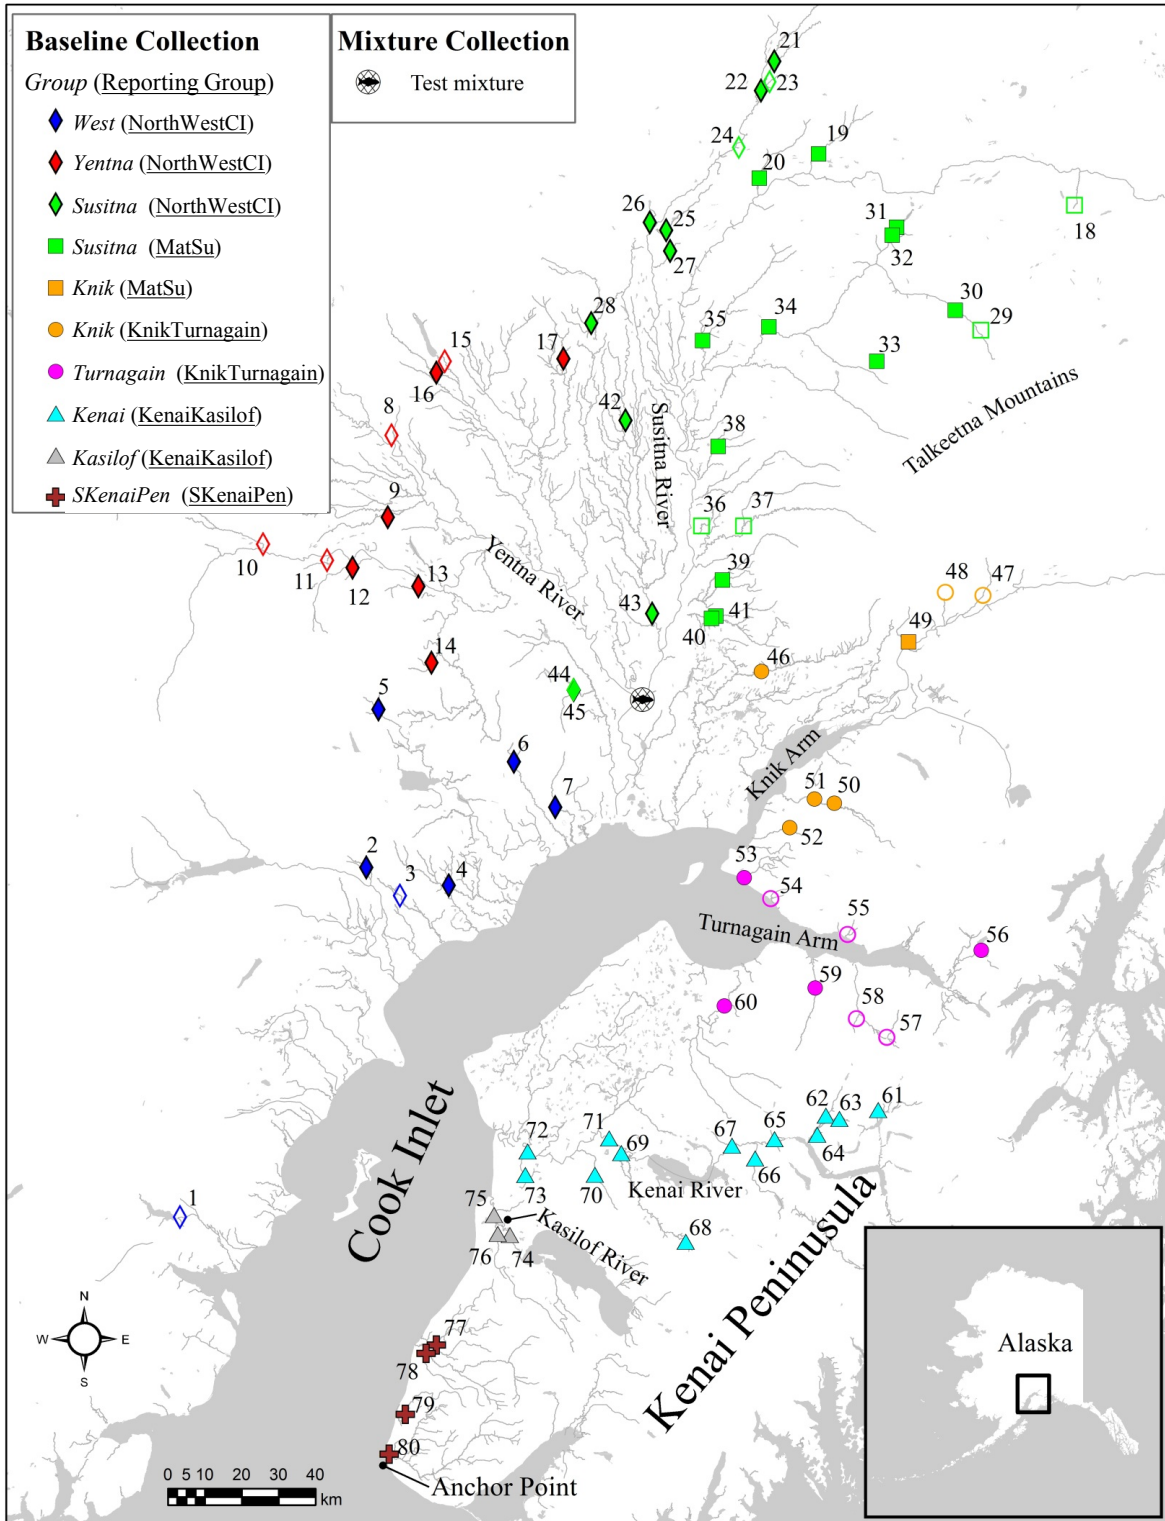 Baseline Collection
Group (Reporting Group)
West (NorthWestCI)
Yentna (NorthWestCI)
Susitna (NorthWestCI)
Susitna (MatSu)
Knik (MatSu)
Knik (KnikTurnagain)
Turnagain (KnikTurnagain)
Kenai (KenaiKasilof)
Kasilof (KenaiKasilof)
SKenaiPen (SKenaiPen)
Mixture Collection
Test mixture
21
22
23
24
19
20
18
26
25
27
31
32
30
29
28
35
34
33
17
15
16
8
42
38
Susitna River
Talkeetna Mountains
36
37
9
10
11
12
13
Yentna River
39
43
41
40
48
47
49
46
14
5
44
45
6
7
Knik Arm
51
50
52
2
3
4
53
54
55
56
Turnagain Arm
59
60
58
57
61
62
63
64
65
66
67
71
72
69
70
73
Kenai River
68
75
76
74
Kasilof River
Cook Inlet
Kenai Peninusula
1
77
78
79
80
Anchor Point
N
W
E
S
0 5 10 20 30 40
km
Alaska